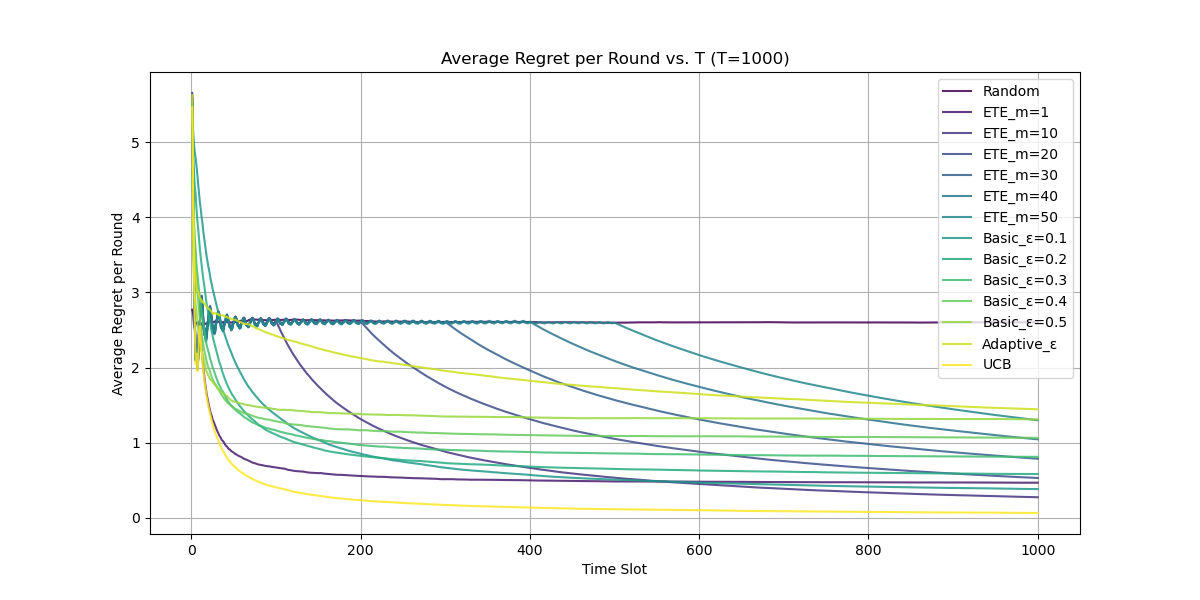 Average Regret per Round vs. T (T=1000)
Average Regret per Round
5
4
3
2
1
0
0 200 400 600 800 1000
Time Slot
Random
ETE_m=1
ETE_m=10
ETE_m=20
ETE_m=30
ETE_m=40
ETE_m=50
Basic_ε=0.1
Basic_ε=0.2
Basic_ε=0.3
Basic_ε=0.4
Basic_ε=0.5
Adaptive_ε
UCB